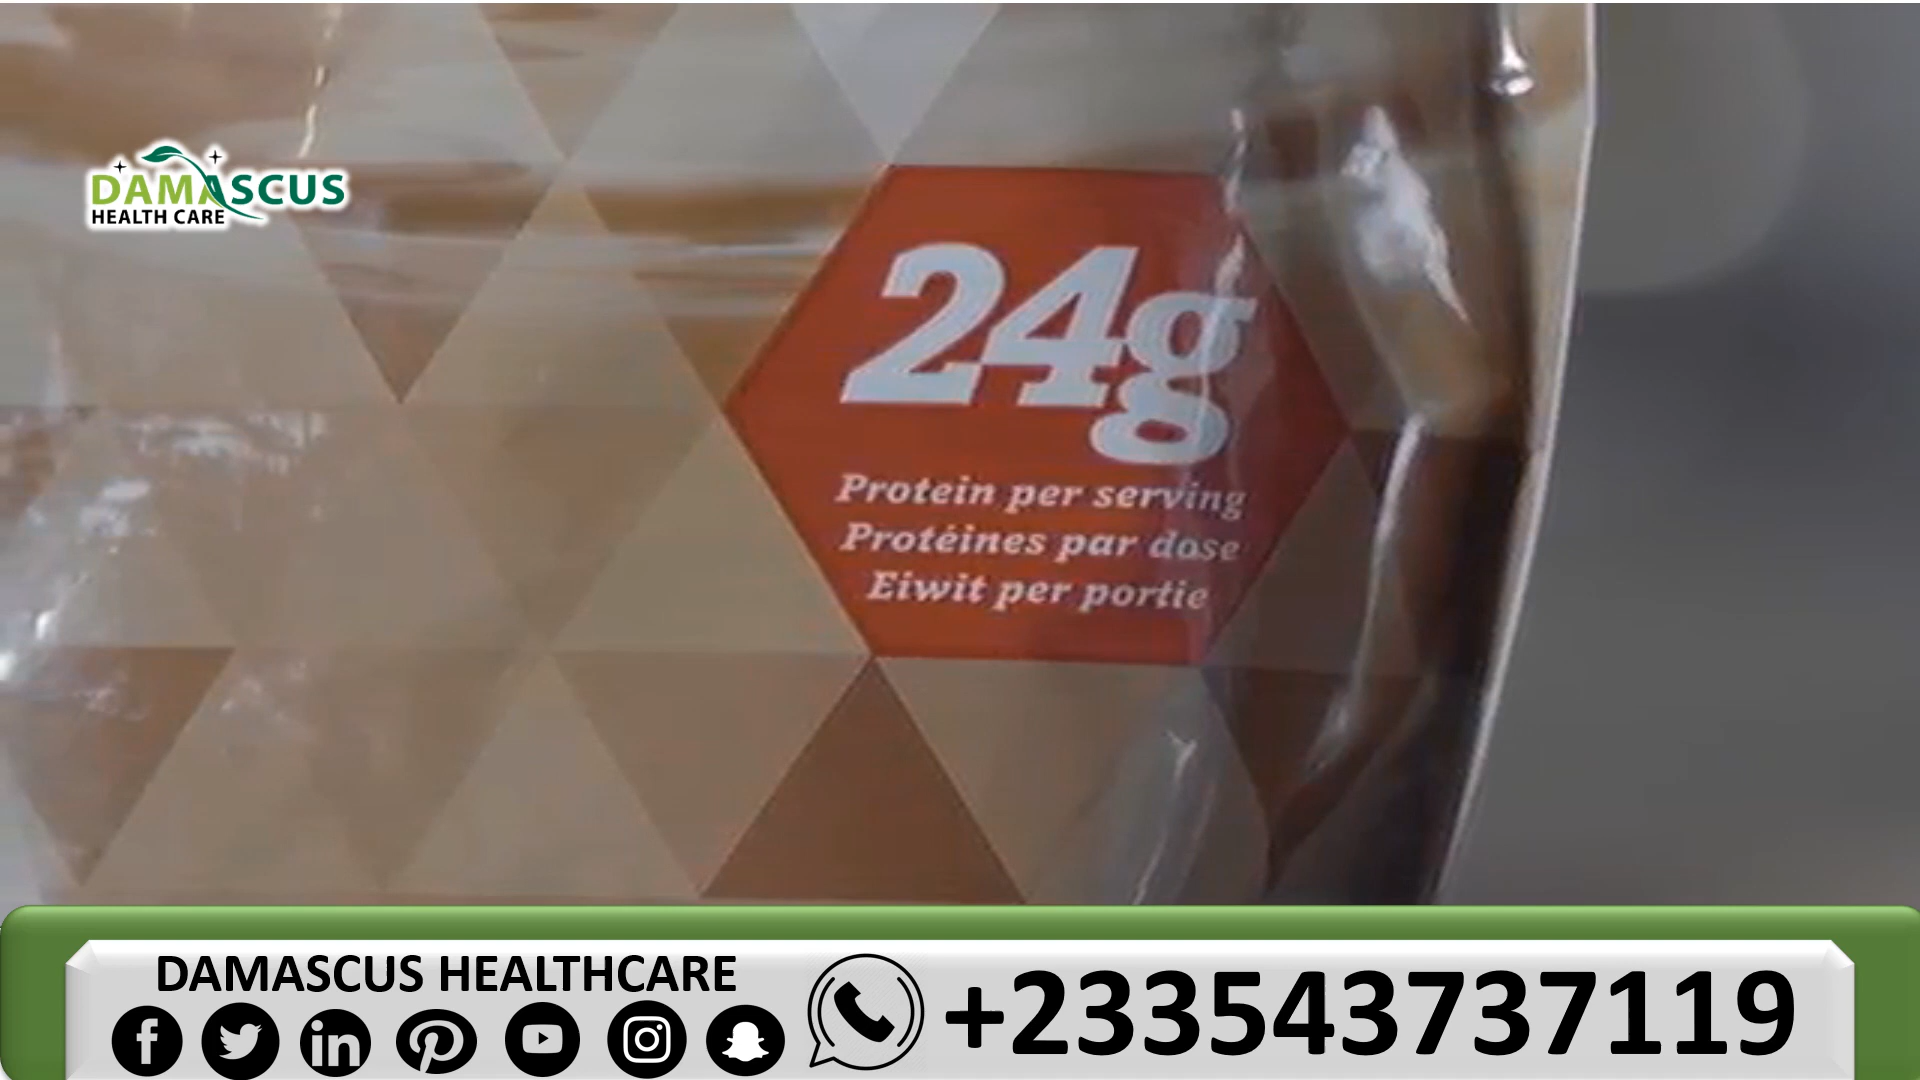 DAMASCUS
HEALTH CARE
24g
Protein per serving
Protéines par dose
Eiwit per portie
DAMASCUS HEALTHCARE
+233543737119